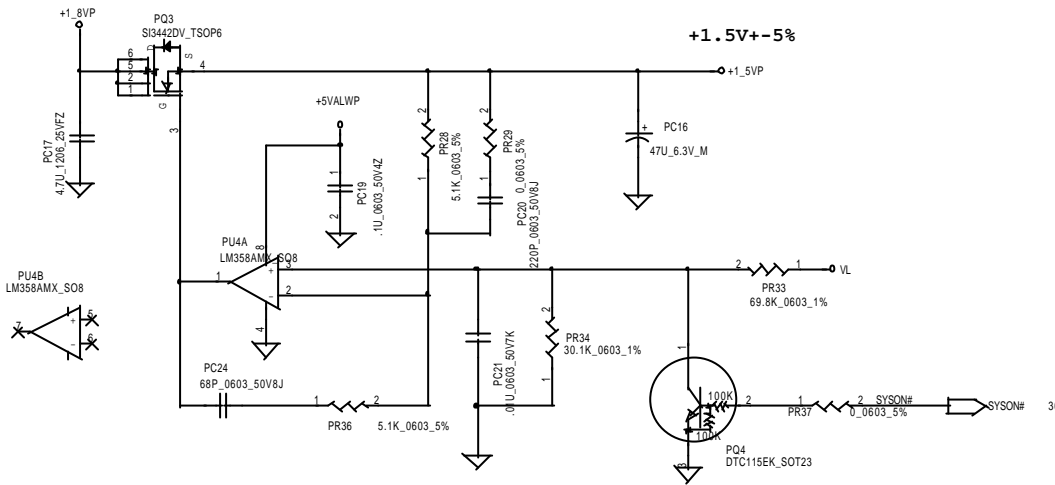 +1_8VP
PQ3
SI3442DV_TSOP6
+1.5V+-5%
D
S
6
5
2
1
4
G
3
+1_5VP
+5VALWP
PC17
4.7U_1206_25VFZ
2
PR28
5.1K_0603_5%
1
2
PR29
0_0603_5%
1
+
PC16
47U_6.3V_M
1
PC19
.1U_0603_50V4Z
2
PC20
220P_0603_50V8J
PU4A
LM358AMX_SO8
8
3
+
1
2
-
4
PU4B
LM358AMX_SO8
7
5
+
6
-
2
1
VL
PR33
69.8K_0603_1%
2
PR34
30.1K_0603_1%
1
PC21
.01U_0603_50V7K
PC24
68P_0603_50V8J
1
2
PR36
5.1K_0603_5%
1
100K
2
1
2
SYSON#
PR37
0_0603_5%
SYSON#
100K
3
PQ4
DTC115EK_SOT23